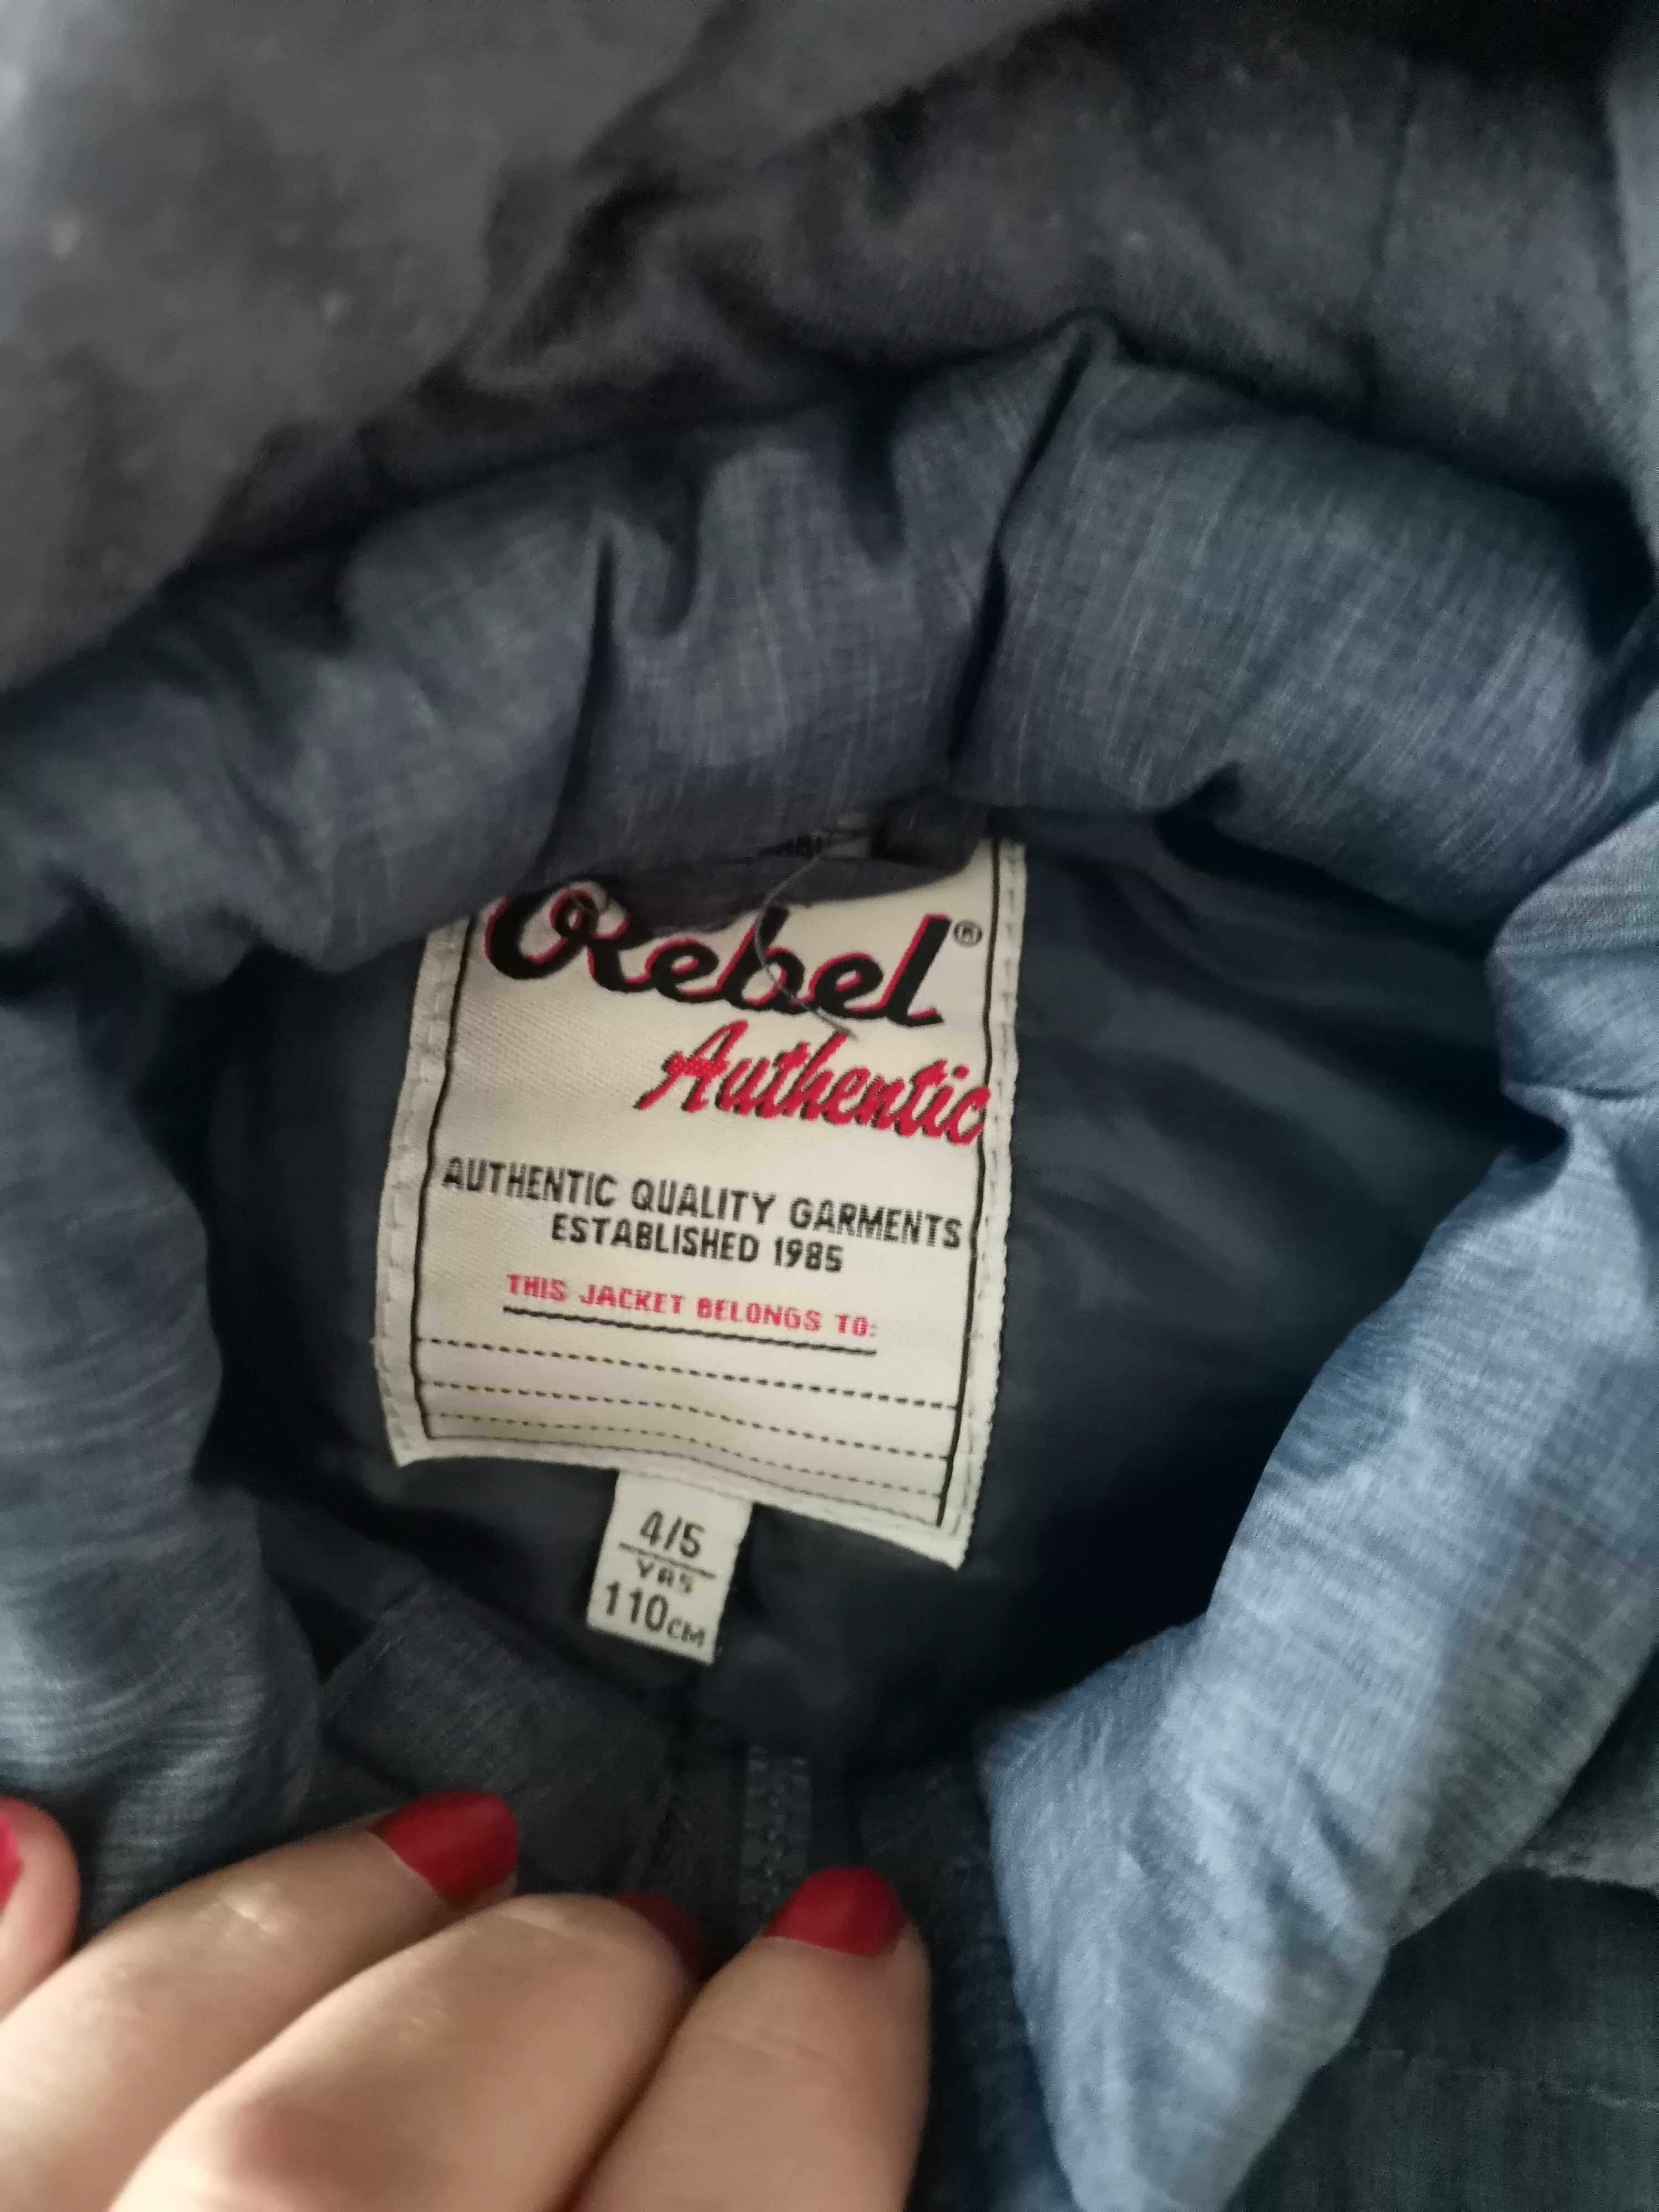 Rebel®
Authentic
AUTHENTIC QUALITY GARMENTS
ESTABLISHED 1985
THIS JACKET BELONGS TO:
4/5
YRS
110CM